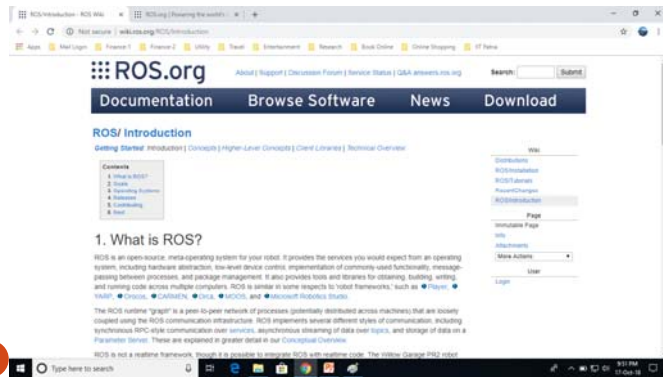 ROS/Introduction - ROS Wiki
ROS.org | Powering the world's
Not secure | wiki.ros.org/ROS/Introduction
Apps Mail Login Finance 1 Finance 2 Utility Travel Entertainment Research Book Online Online Shopping
ROS.org
About | Support | Discussion Forum | Service Status | Q&A answers.ros.org
Search: Submit
Documentation Browse Software News Download
ROS/ Introduction
Getting Started: Introduction | Concepts | Higher-Level Concepts | Client Libraries | Technical Overview
Contents
1. What is ROS?
2. Goals
3. Operating Systems
4. Releases
5. Contributing
6. Next
Wiki
Distributions
ROS/Installation
ROS/Tutorials
RecentChanges
ROS/Introduction
Page
Immutable Page
Info
Attachments
More Actions:
User
Login
1. What is ROS?
ROS is an open-source, meta-operating system for your robot. It provides the services you would expect from an operating
system, including hardware abstraction, low-level device control, implementation of commonly-used functionality, message-
passing between processes, and package management. It also provides tools and libraries for obtaining, building, writing,
and running code across multiple computers. ROS is similar in some respects to 'robot frameworks,' such as Player,
YARP, Orocos, CARMEN, Orca, MOOS, and Microsoft Robotics Studio.
The ROS runtime "graph" is a peer-to-peer network of processes (potentially distributed across machines) that are loosely
coupled using the ROS communication infrastructure. ROS implements several different styles of communication, including
synchronous RPC-style communication over services, asynchronous streaming of data over topics, and storage of data on a
Parameter Server. These are explained in greater detail in our Conceptual Overview.
ROS is not a realtime framework, though it is possible to integrate ROS with realtime code. The Willow Garage PR2 robot
Type here to search
9:51 PM
17-Oct-18